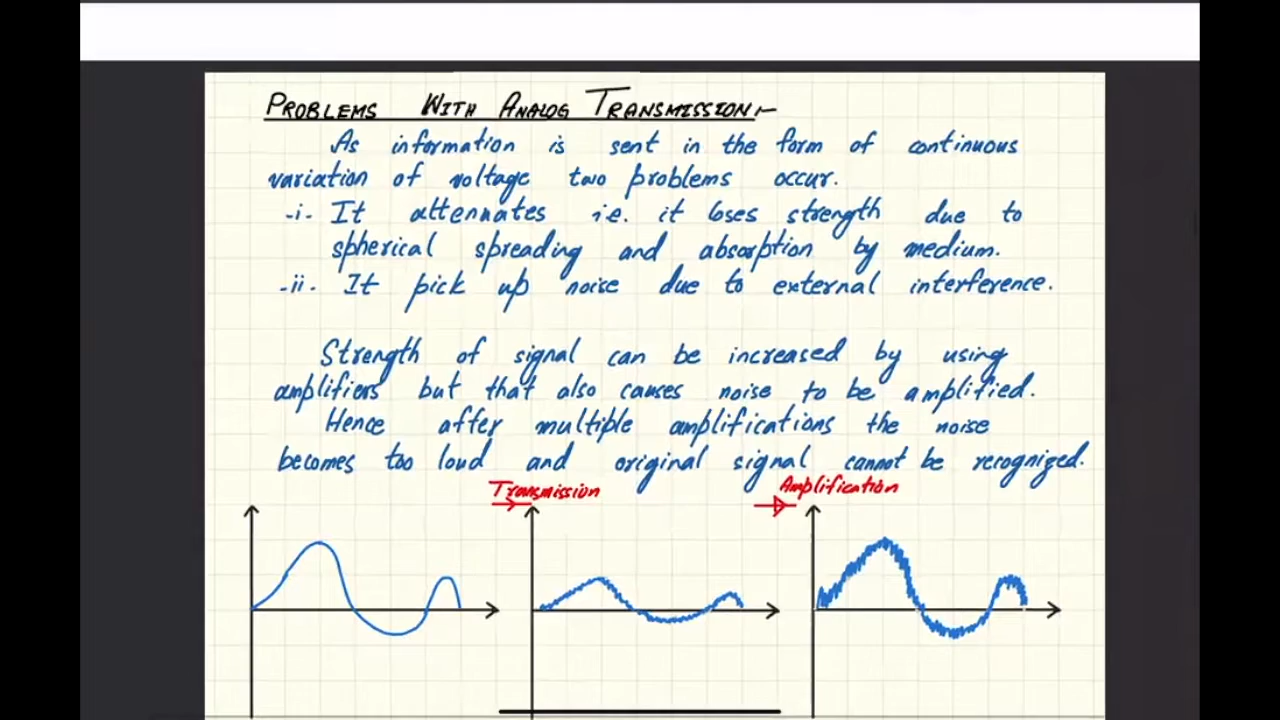 PROBLEMS WITH ANALOG TRANSMISSION:-
As information is sent in the form of continuous
variation of voltage two problems occur.
-i- It attenuates i.e. it loses strength due to
spherical spreading and absorption by medium.
-ii- It pick up noise due to external interference.
Strength of signal can be increased by using
amplifiers but that also causes noise to be amplified.
Hence after multiple amplifications the noise
becomes too loud and original signal cannot be recognized.
Transmission
Amplification